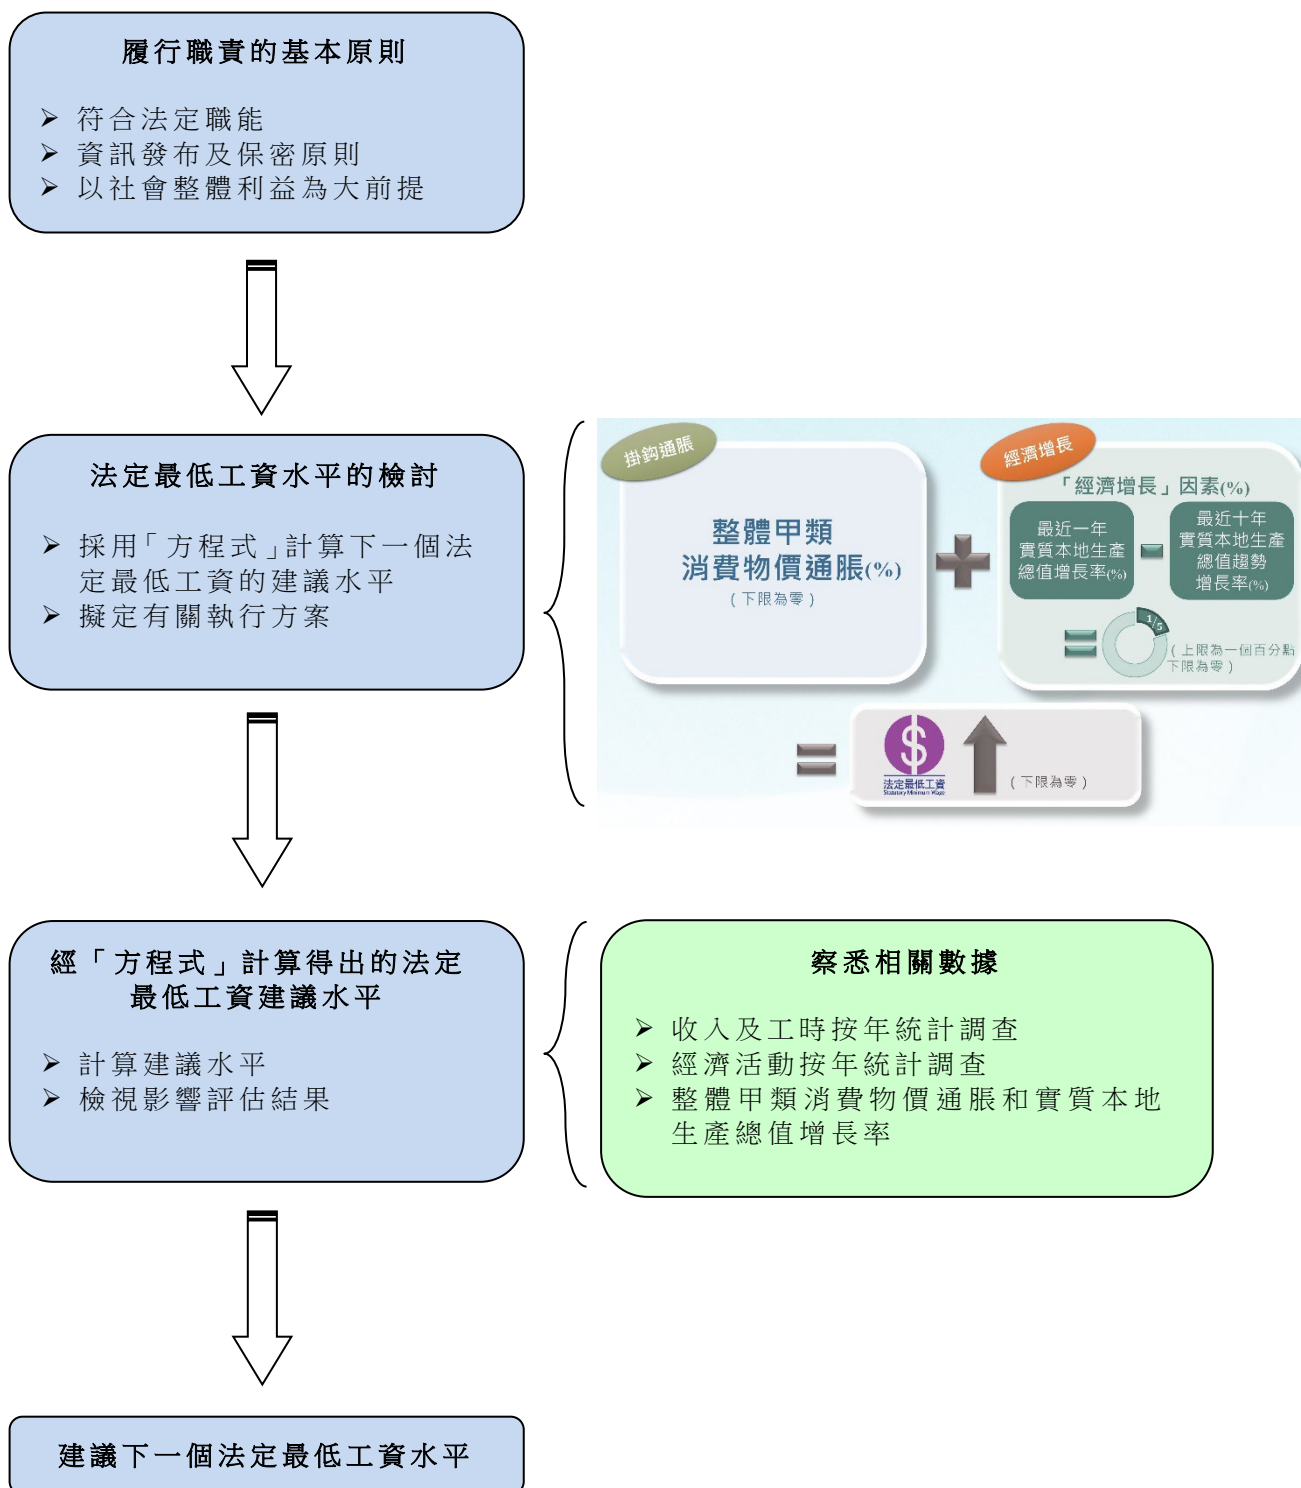 履行職責的基本原則
➢ 符合法定職能
➢ 資訊發布及保密原則
➢ 以社會整體利益為大前提
法定最低工資水平的檢討
➢ 採用「方程式」計算下一個法
定最低工資的建議水平
➢ 擬定有關執行方案
掛鈎通脹
整體甲類
消費物價通脹(%)
(下限為零)
經濟增長
「經濟增長」因素(%)
最近一年
實質本地生產
總值增長率(%)
最近十年
實質本地生產
總值趨勢
增長率(%)
1/5
(上限為一個百分點
下限為零)
法定最低工資
Statutory Minimum Wage
(下限為零)
經「方程式」計算得出的法定
最低工資建議水平
➢ 計算建議水平
➢ 檢視影響評估結果
察悉相關數據
➢ 收入及工時按年統計調查
➢ 經濟活動按年統計調查
➢ 整體甲類消費物價通脹和實質本地
生產總值增長率
建議下一個法定最低工資水平